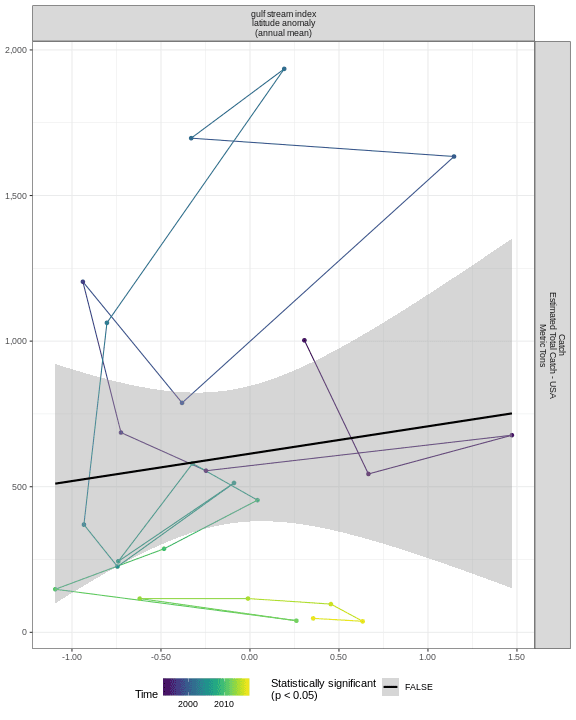 gulf stream index
latitude anomaly
(annual mean)
2,000
1,500
1,000
500
0
-1.00
-0.50
0.00
0.50
1.00
1.50
Catch
Estimated Total Catch - USA
Metric Tons
Time
2000
2010
Statistically significant
(p < 0.05)
FALSE